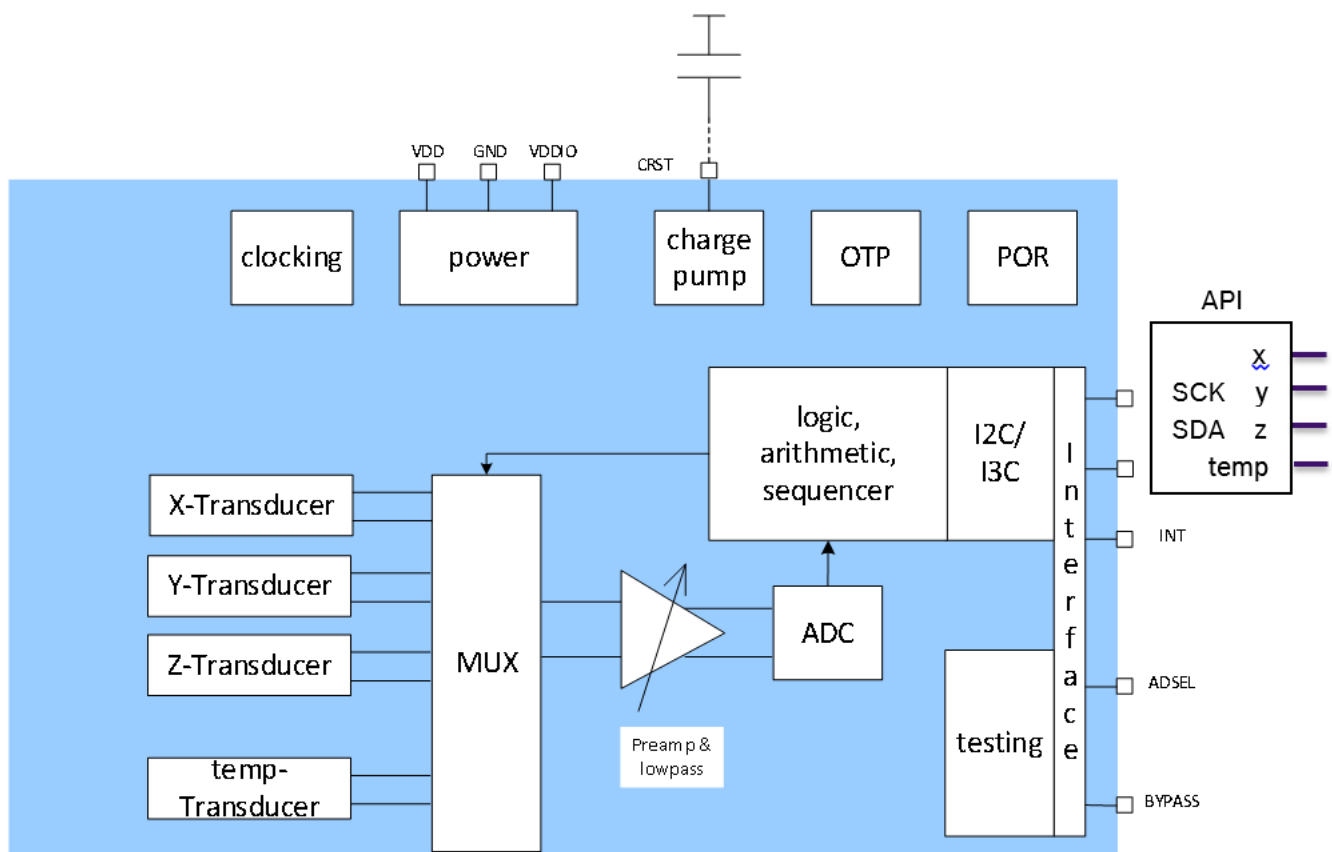 VDD
GND
VDDIO
CRST
clocking
power
charge
pump
OTP
POR
API
x
SCK y
SDA z
temp
logic,
arithmetic,
sequencer
I2C/
I3C
Interface
INT
X-Transducer
Y-Transducer
Z-Transducer
temp-
Transducer
MUX
ADC
Preamp &
lowpass
testing
ADSEL
BYPASS